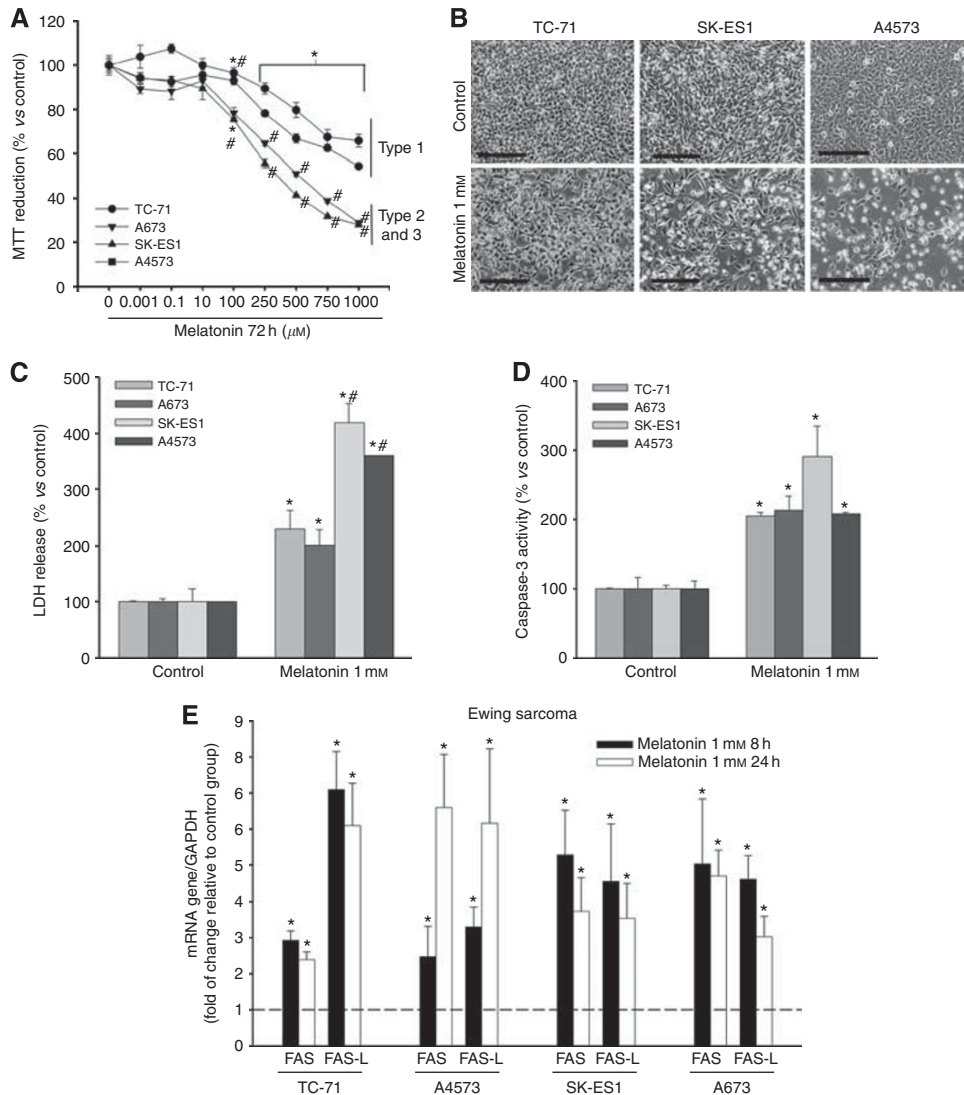 A
120
100
80
60
40
20
0
MTT reduction (% vs control)
*#
*
*
#
#
#
#
#
#
#
#
#
Type 1
Type 2
and 3
TC-71
A673
SK-ES1
A4573
0 0.001 0.1 10 100 250 500 750 1000
Melatonin 72 h (μM)
B
TC-71 SK-ES1 A4573
Control
Melatonin 1 mM
C
500
400
300
200
100
0
LDH release (% vs control)
TC-71
A673
SK-ES1
A4573
* * *# *#
Control Melatonin 1 mM
D
400
300
200
100
0
Caspase-3 activity (% vs control)
TC-71
A673
SK-ES1
A4573
* * * *
Control Melatonin 1 mM
E
Ewing sarcoma
9
8
6
6
5
4
3
2
1
0
mRNA gene/GAPDH
(fold of change relative to control group)
Melatonin 1 mM 8 h
Melatonin 1 mM 24 h
* * * * * * * * * * * * * * * *
FAS FAS-L FAS FAS-L FAS FAS-L FAS FAS-L
TC-71 A4573 SK-ES1 A673